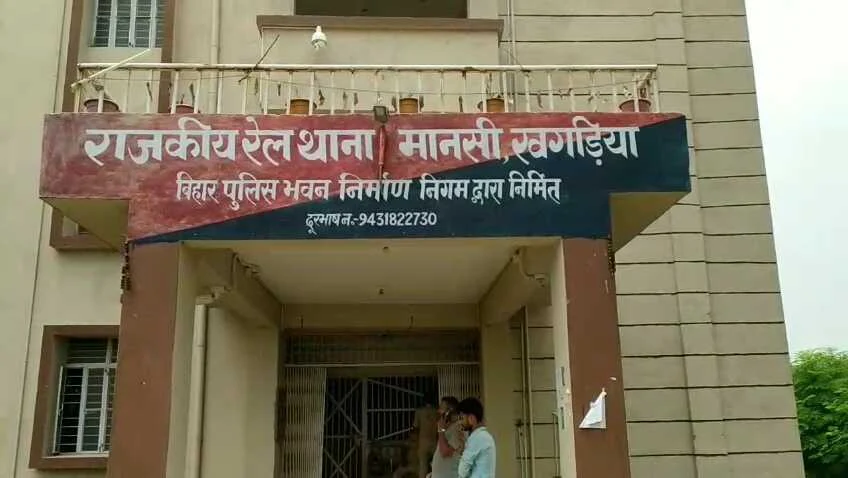 राजकीय रेल थाना मानसी, खगड़िया
बिहार पुलिस भवन निर्माण निगम द्वारा निर्मित
दूरभाष न.-9431822730